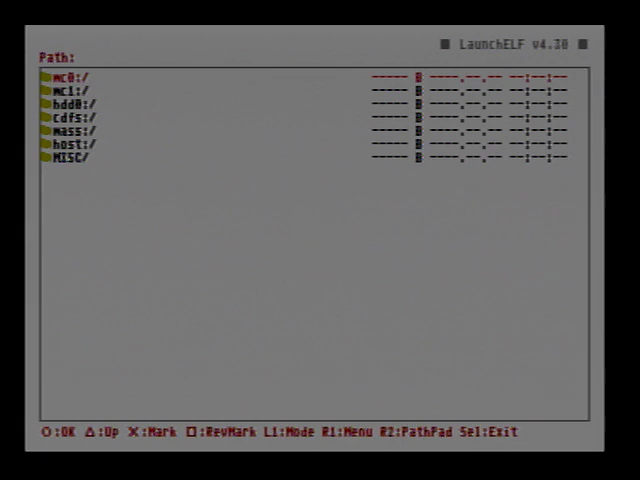 ■ LaunchELF v4.30 ■
Path:
mc0:/ ----- B ----.--.-- --:--:--
mc1:/ ----- B ----.--.-- --:--:--
hdd0:/ ----- B ----.--.-- --:--:--
cdfs:/ ----- B ----.--.-- --:--:--
mass:/ ----- B ----.--.-- --:--:--
host:/ ----- B ----.--.-- --:--:--
MISC/ ----- B ----.--.-- --:--:--
○:OK △:Up ×:Mark □:RevMark L1:Mode R1:Menu R2:PathPad Sel:Exit